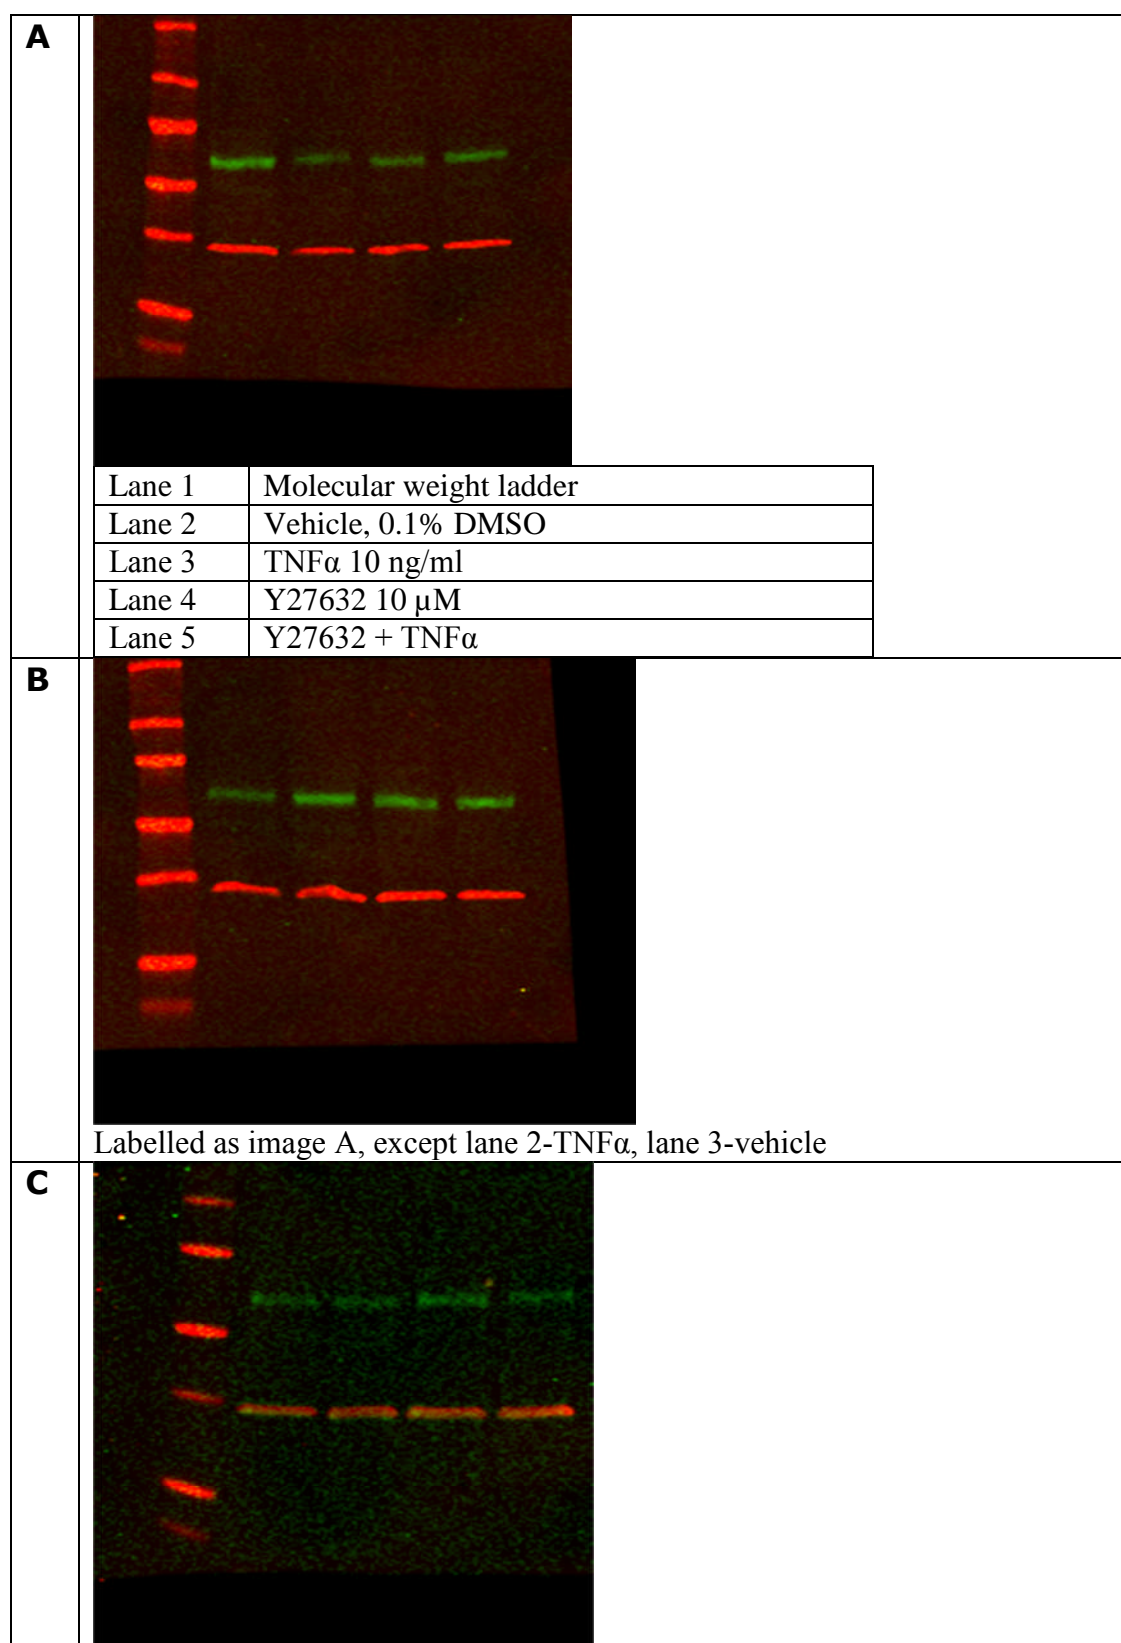 A
Lane 1 Molecular weight ladder
Lane 2 Vehicle, 0.1% DMSO
Lane 3 TNFα 10 ng/ml
Lane 4 Y27632 10 µM
Lane 5 Y27632 + TNFα
B
Labelled as image A, except lane 2-TNFα, lane 3-vehicle
C